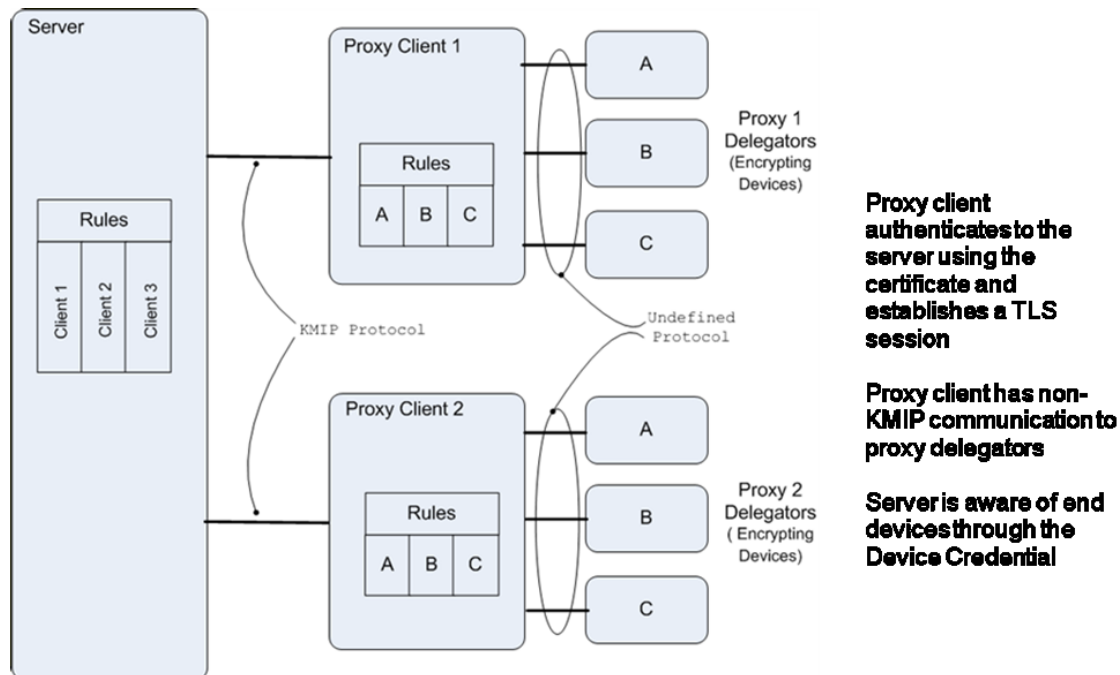 Server
Rules
Client 1
Client 2
Client 3
KMIP Protocol
Proxy Client 1
Rules
A B C
A
B
C
Proxy 1
Delegators
(Encrypting
Devices)
Undefined
Protocol
Proxy Client 2
Rules
A B C
A
B
C
Proxy 2
Delegators
( Encrypting
Devices)
Proxy client
authenticates to the
server using the
certificate and
establishes a TLS
session
Proxy client has non-
KMIP communication to
proxy delegators
Server is aware of end
devices through the
Device Credential